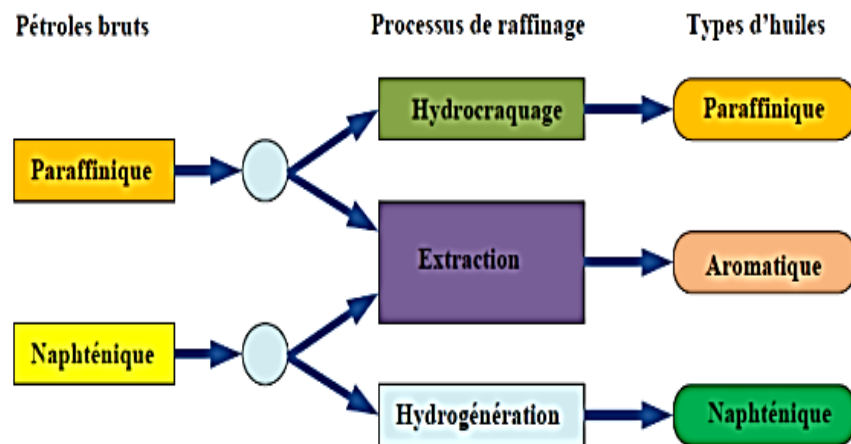 Pétroles bruts
Processus de raffinage
Types d'huiles
Hydrocraquage
Paraffinique
Paraffinique
Extraction
Aromatique
Naphténique
Hydrogénération
Naphténique